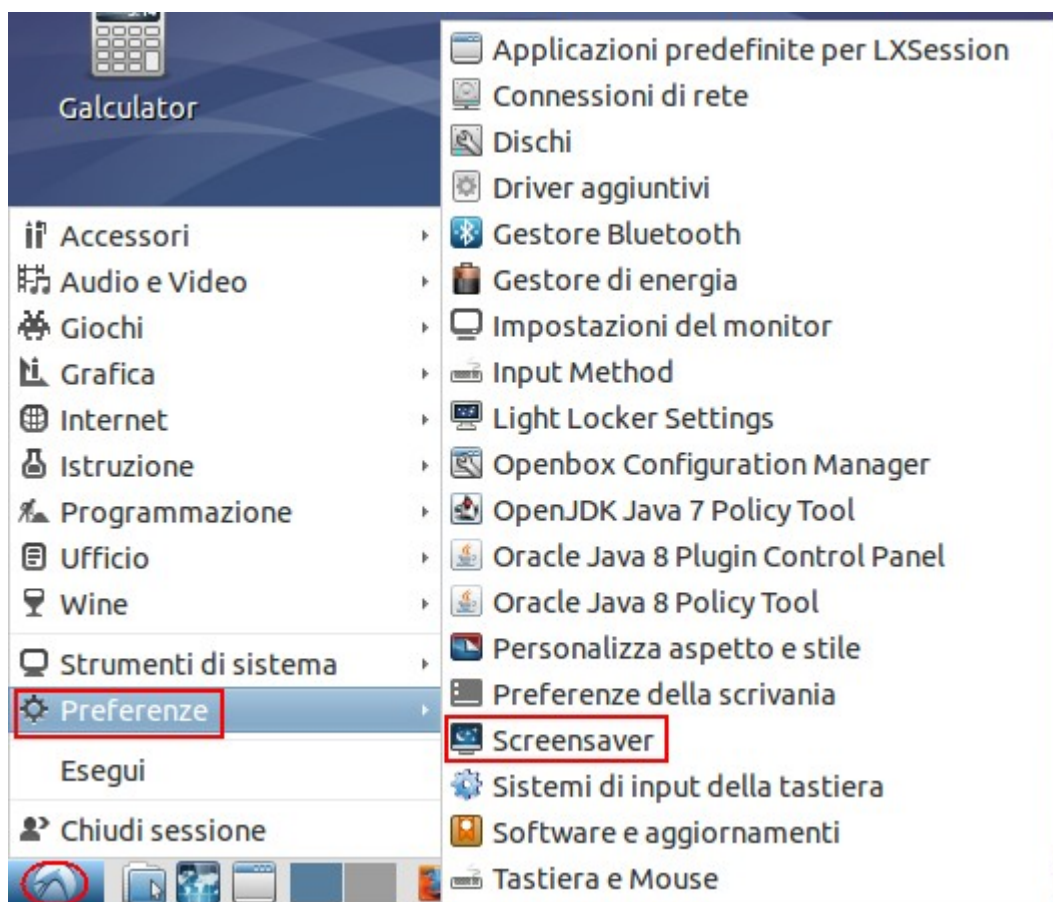 Galculator
Accessori
Audio e Video
Giochi
Grafica
Internet
Istruzione
Programmazione
Ufficio
Wine
Strumenti di sistema
Preferenze
Esegui
Chiudi sessione
Applicazioni predefinite per LXSession
Connessioni di rete
Dischi
Driver aggiuntivi
Gestore Bluetooth
Gestore di energia
Impostazioni del monitor
Input Method
Light Locker Settings
Openbox Configuration Manager
OpenJDK Java 7 Policy Tool
Oracle Java 8 Plugin Control Panel
Oracle Java 8 Policy Tool
Personalizza aspetto e stile
Preferenze della scrivania
Screensaver
Sistemi di input della tastiera
Software e aggiornamenti
Tastiera e Mouse